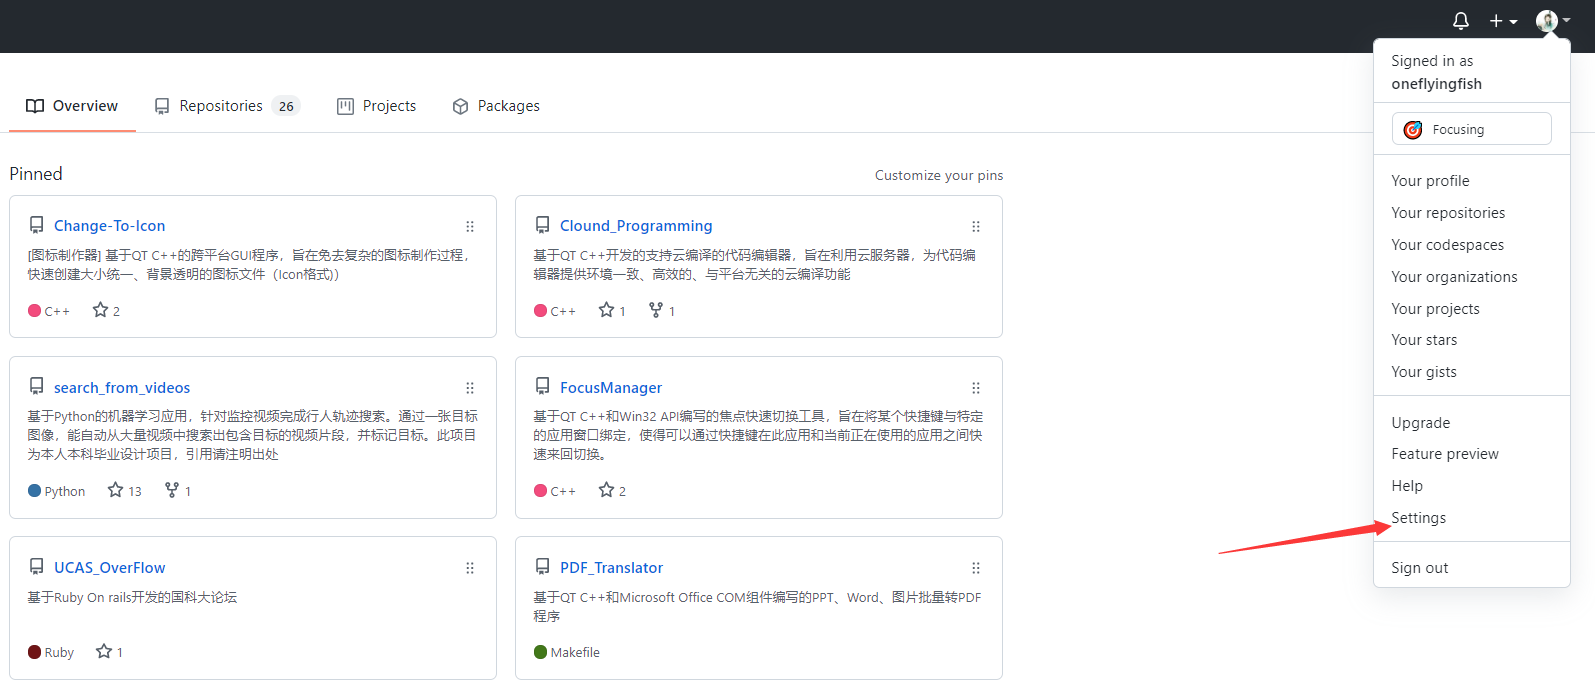 Signed in as
oneflyingfish
Focusing
Your profile
Your repositories
Your codespaces
Your organizations
Your projects
Your stars
Your gists
Upgrade
Feature preview
Help
Settings
Sign out
Overview
Repositories 26
Projects
Packages
Pinned
Customize your pins
Change-To-Icon
[图标制作器] 基于QT C++的跨平台GUI程序，旨在免去复杂的图标制作过程，
快速创建大小统一、背景透明的图标文件（Icon格式)）
C++ 2
Clound_Programming
基于QT C++开发的支持云编译的代码编辑器，旨在利用云服务器，为代码编
辑器提供环境一致、高效的、与平台无关的云编译功能
C++ 1 1
search_from_videos
基于Python的机器学习应用，针对监控视频完成行人轨迹搜索。通过一张目标
图像，能自动从大量视频中搜索出包含目标的视频片段，并标记目标。此项目
为本人本科毕业设计项目，引用请注明出处
Python 13 1
FocusManager
基于QT C++和Win32 API编写的焦点快速切换工具，旨在将某个快捷键与特定
的应用窗口绑定，使得可以通过快捷键在此应用和当前正在使用的应用之间快
速来回切换。
C++ 2
UCAS_OverFlow
基于Ruby On rails开发的国科大论坛
Ruby 1
PDF_Translator
基于QT C++和Microsoft Office COM组件编写的PPT、Word、图片批量转PDF
程序
Makefile